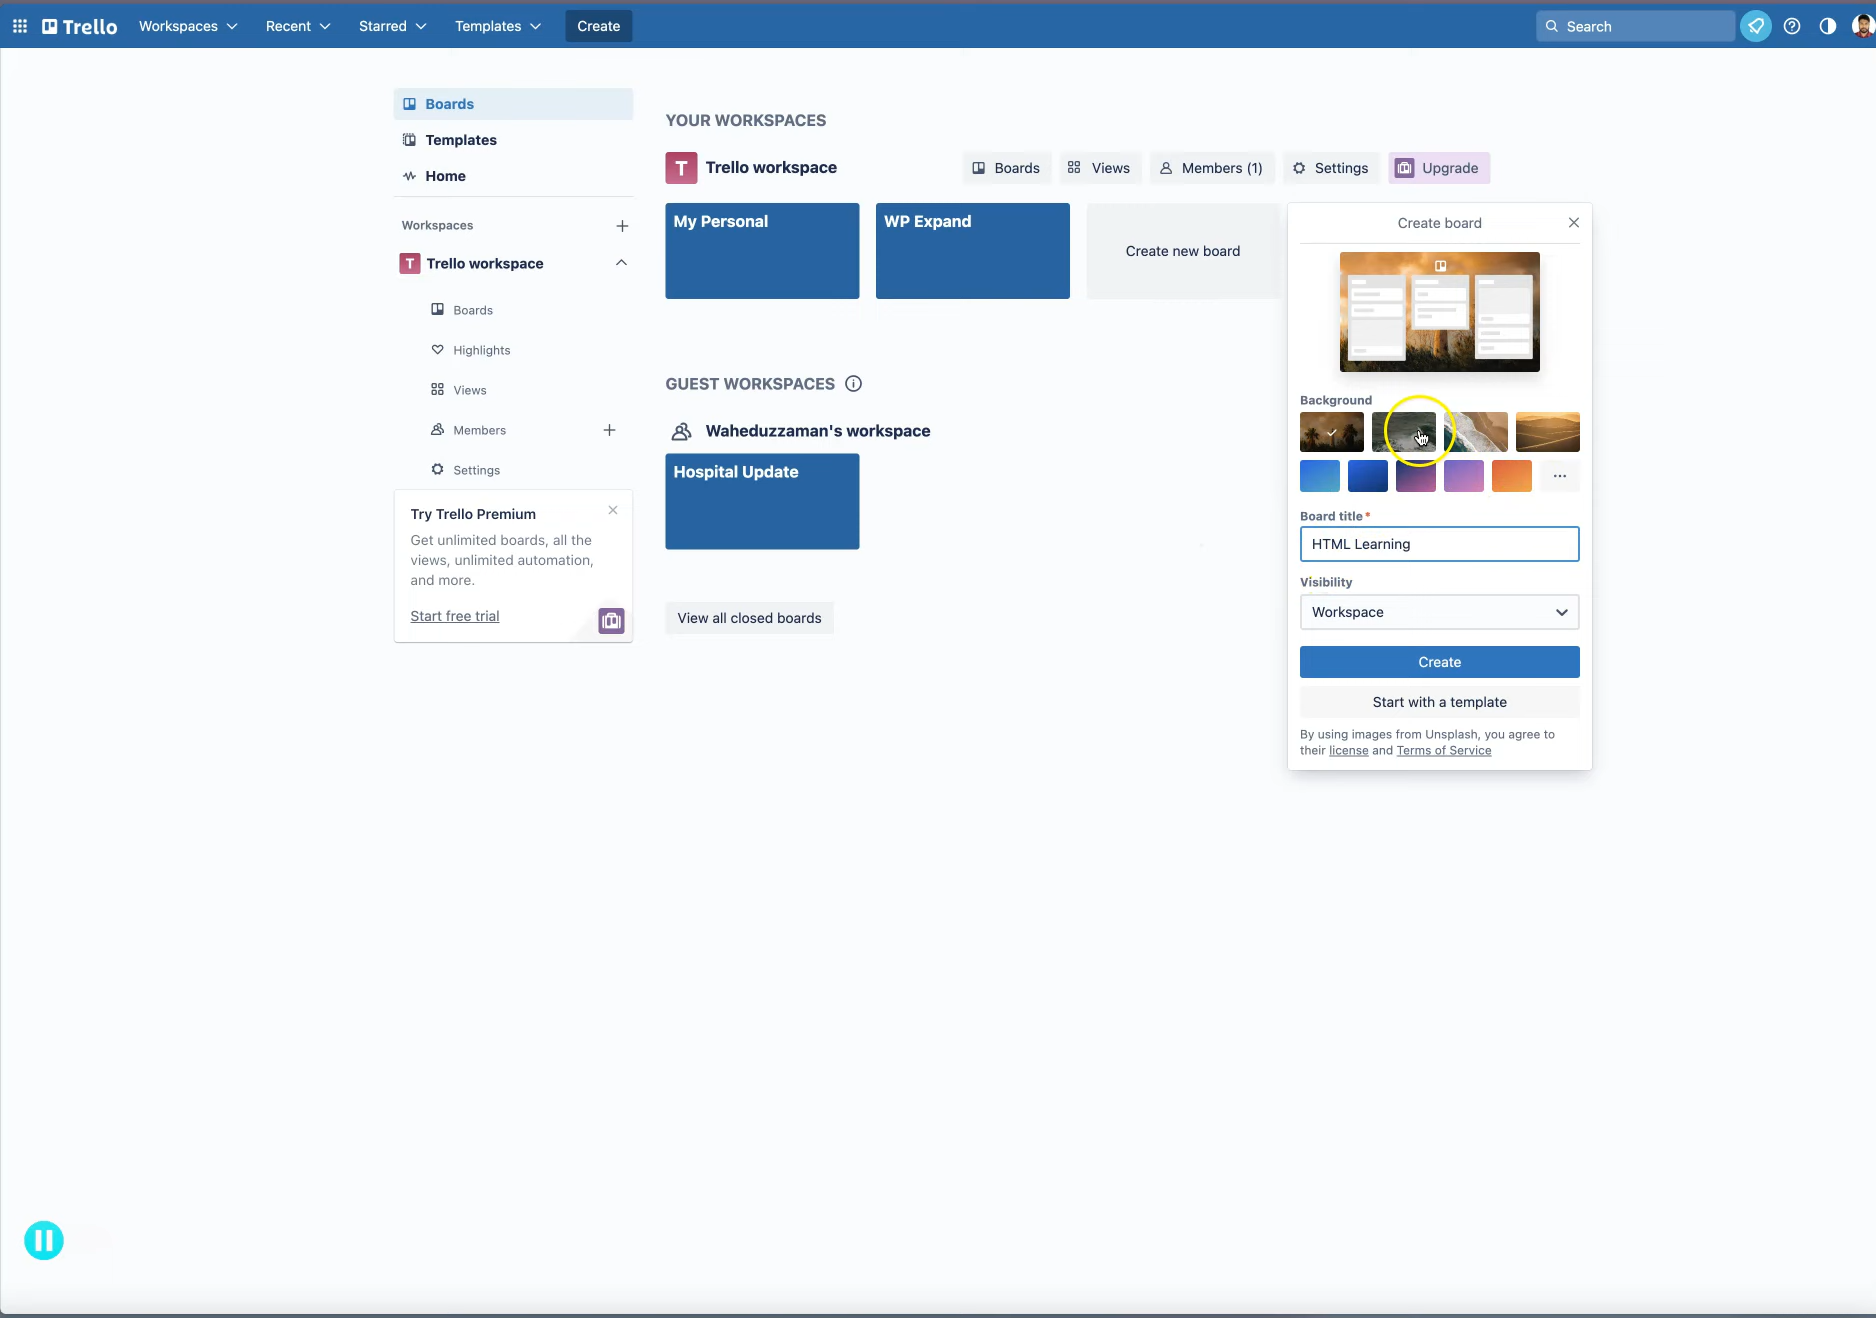 Trello
Workspaces
Recent
Starred
Templates
Create
Search
Boards
Templates
Home
Workspaces
T Trello workspace
Boards
Highlights
Views
Members
Settings
Try Trello Premium
Get unlimited boards, all the
views, unlimited automation,
and more.
Start free trial
YOUR WORKSPACES
T Trello workspace
Boards
Views
Members (1)
Settings
Upgrade
My Personal
WP Expand
Create new board
GUEST WORKSPACES
Waheduzzaman's workspace
Hospital Update
View all closed boards
Create board
Background
Board title*
HTML Learning
Visibility
Workspace
Create
Start with a template
By using images from Unsplash, you agree to
their license and Terms of Service